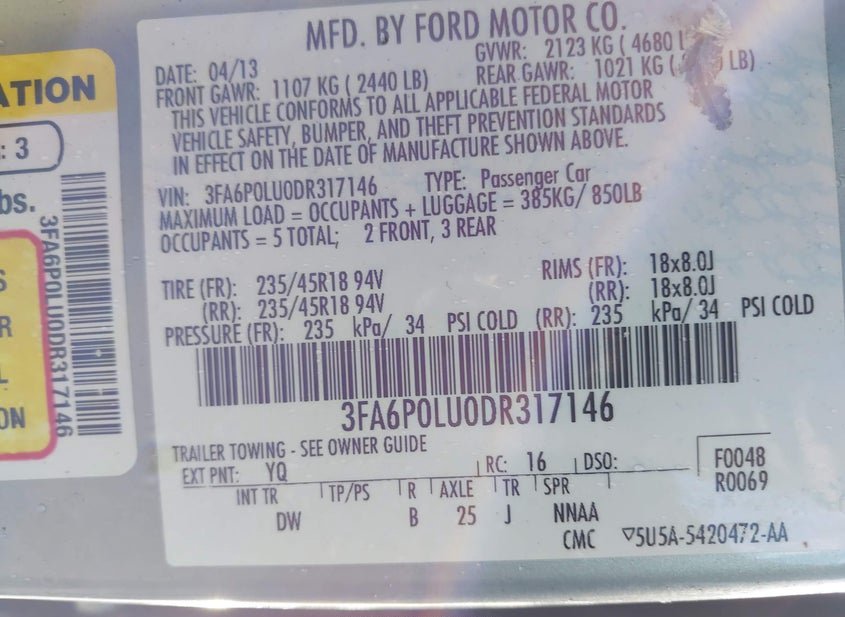 MFD. BY FORD MOTOR CO.
DATE: 04/13 GVWR: 2123 KG ( 4680 L
FRONT GAWR: 1107 KG ( 2440 LB) REAR GAWR: 1021 KG ( LB)
THIS VEHICLE CONFORMS TO ALL APPLICABLE FEDERAL MOTOR
VEHICLE SAFETY, BUMPER, AND THEFT PREVENTION STANDARDS
IN EFFECT ON THE DATE OF MANUFACTURE SHOWN ABOVE.
VIN: 3FA6P0LU0DR317146 TYPE: Passenger Car
MAXIMUM LOAD = OCCUPANTS + LUGGAGE = 385KG/ 850LB
OCCUPANTS = 5 TOTAL; 2 FRONT, 3 REAR
TIRE (FR): 235/45R18 94V RIMS (FR): 18x8.0J
(RR): 235/45R18 94V (RR): 18x8.0J
PRESSURE (FR): 235 kPa/ 34 PSI COLD (RR): 235 kPa/ 34 PSI COLD
3FA6P0LU0DR317146
TRAILER TOWING - SEE OWNER GUIDE
EXT PNT: YQ RC: 16 DSO: F0048
INT TR TP/PS R AXLE TR SPR R0069
DW B 25 J NNAA
CMC ▽5U5A-5420472-AA
ATION
: 3
bs.
S
R
L
ON
3FA6P0LU0DR317146